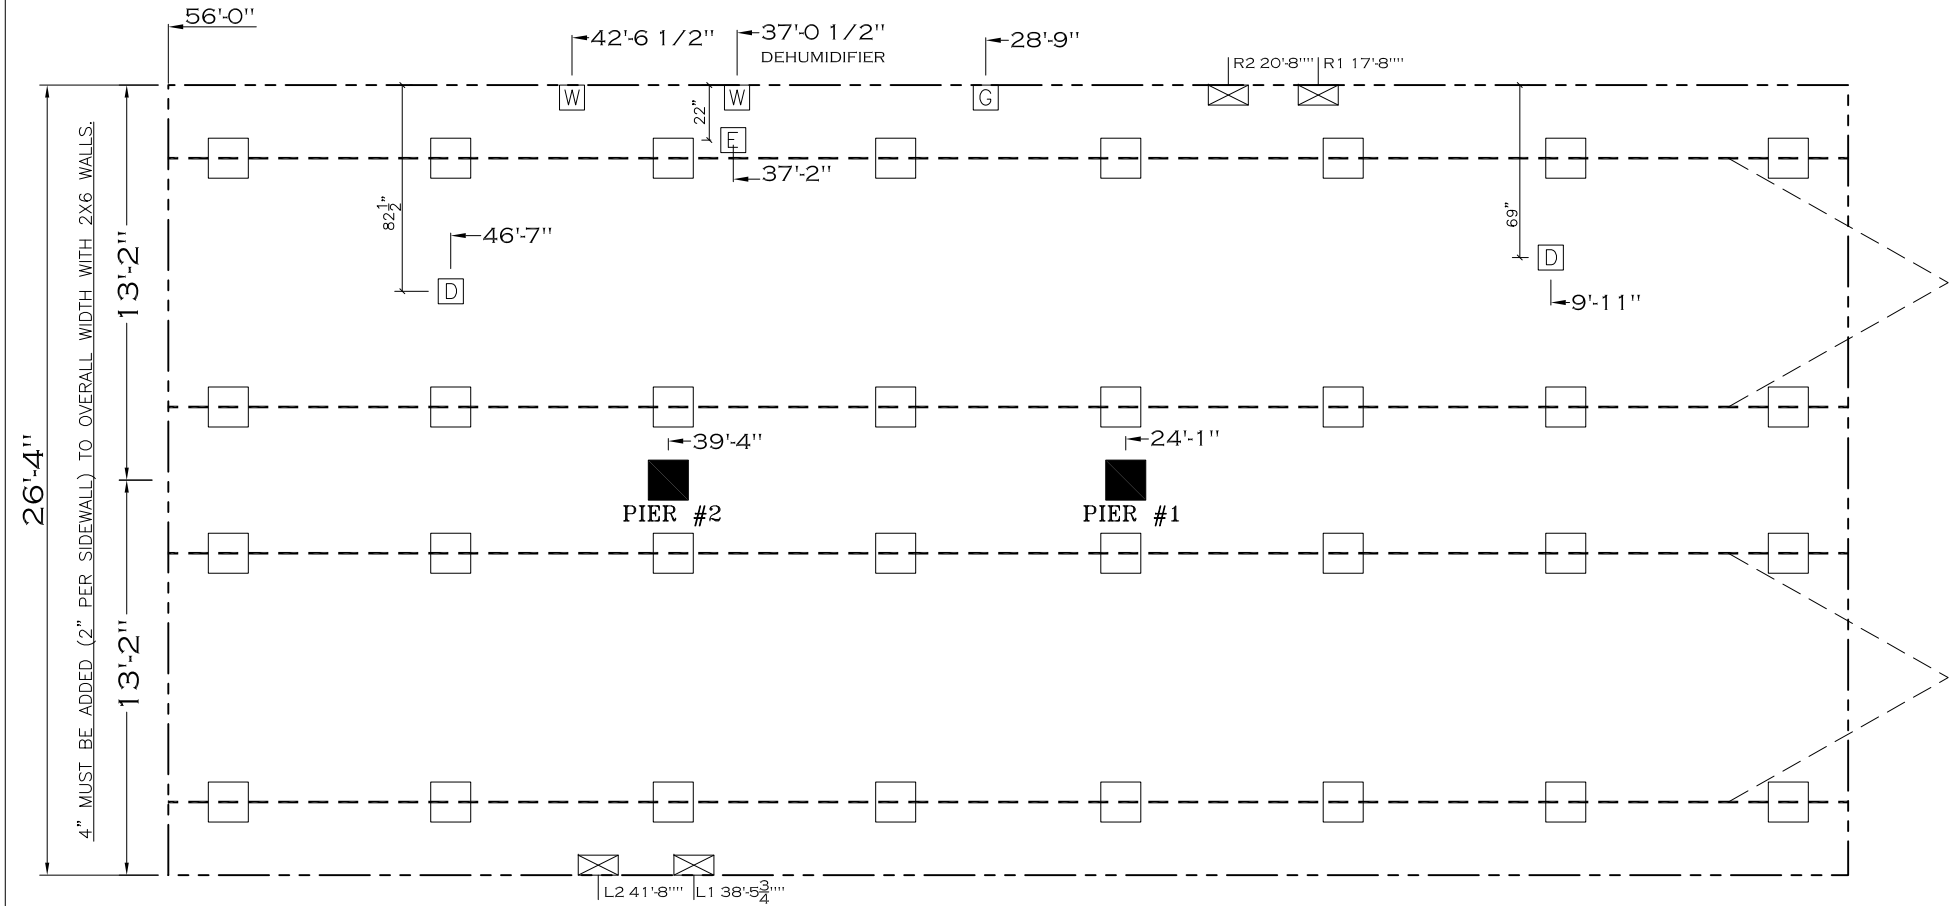 56'-0"
42'-6 1/2"
37'-0 1/2"
DEHUMIDIFIER
28'-9"
R2 20'-8""
R1 17'-8""
W
W
G
22"
E
37'-2"
82 1/2"
46'-7"
D
69"
D
9'-11"
13'-2"
26'-4"
4" MUST BE ADDED (2" PER SIDEWALL) TO OVERALL WIDTH WITH 2X6 WALLS.
39'-4"
24'-1"
PIER #2
PIER #1
13'-2"
L2 41'-8""
L1 38'-5 3/4""